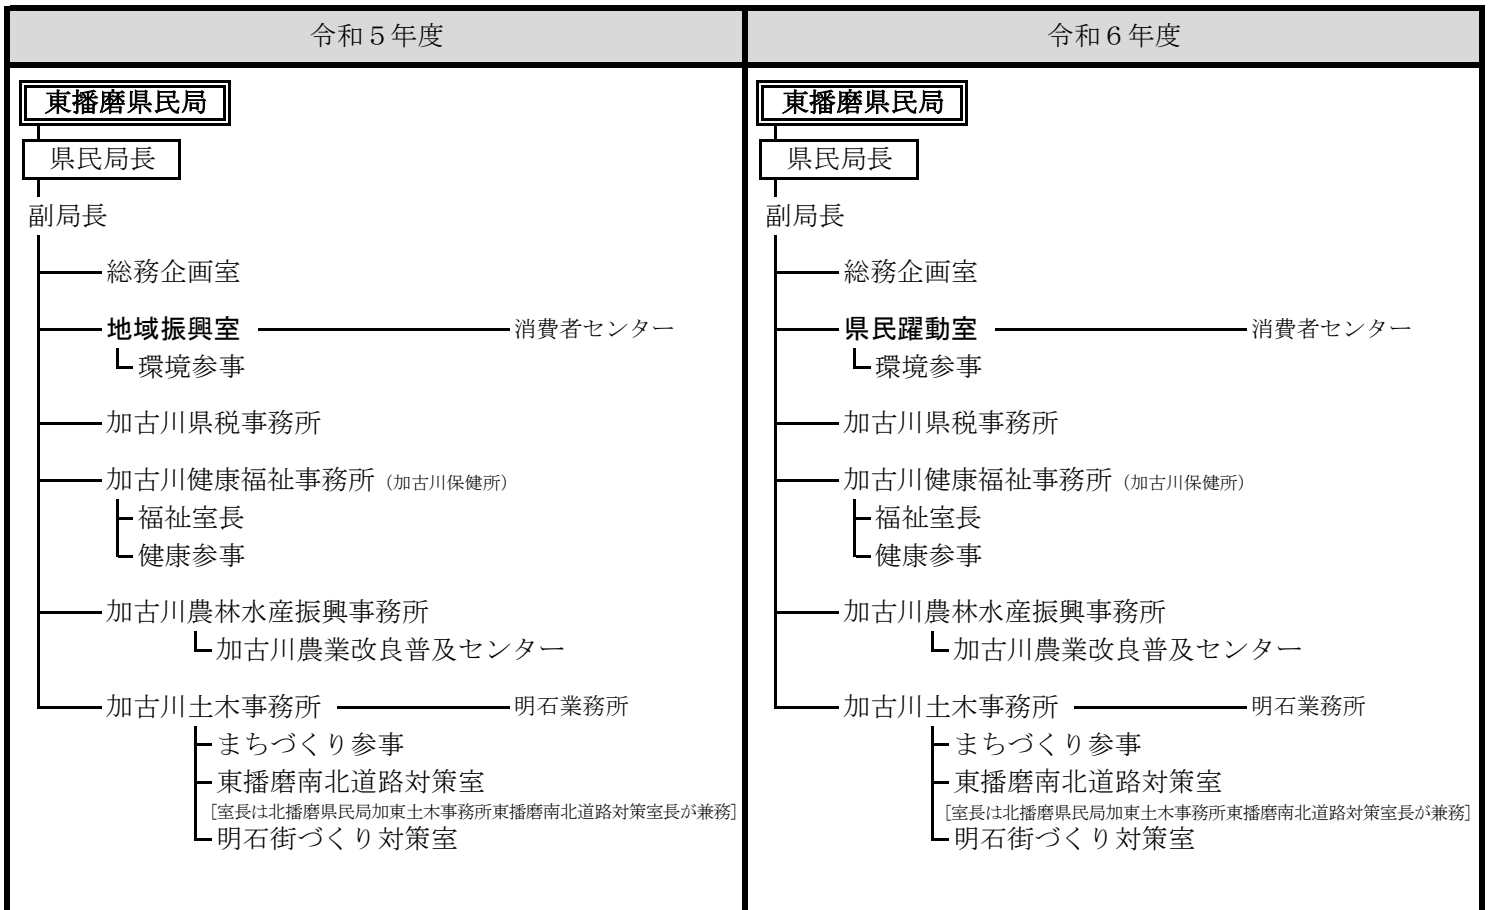 令和５年度
東播磨県民局
県民局長
副局長
総務企画室
地域振興室 消費者センター
環境参事
加古川県税事務所
加古川健康福祉事務所（加古川保健所）
福祉室長
健康参事
加古川農林水産振興事務所
加古川農業改良普及センター
加古川土木事務所 明石業務所
まちづくり参事
東播磨南北道路対策室
［室長は北播磨県民局加東土木事務所東播磨南北道路対策室長が兼務］
明石街づくり対策室
令和６年度
東播磨県民局
県民局長
副局長
総務企画室
県民躍動室 消費者センター
環境参事
加古川県税事務所
加古川健康福祉事務所（加古川保健所）
福祉室長
健康参事
加古川農林水産振興事務所
加古川農業改良普及センター
加古川土木事務所 明石業務所
まちづくり参事
東播磨南北道路対策室
［室長は北播磨県民局加東土木事務所東播磨南北道路対策室長が兼務］
明石街づくり対策室